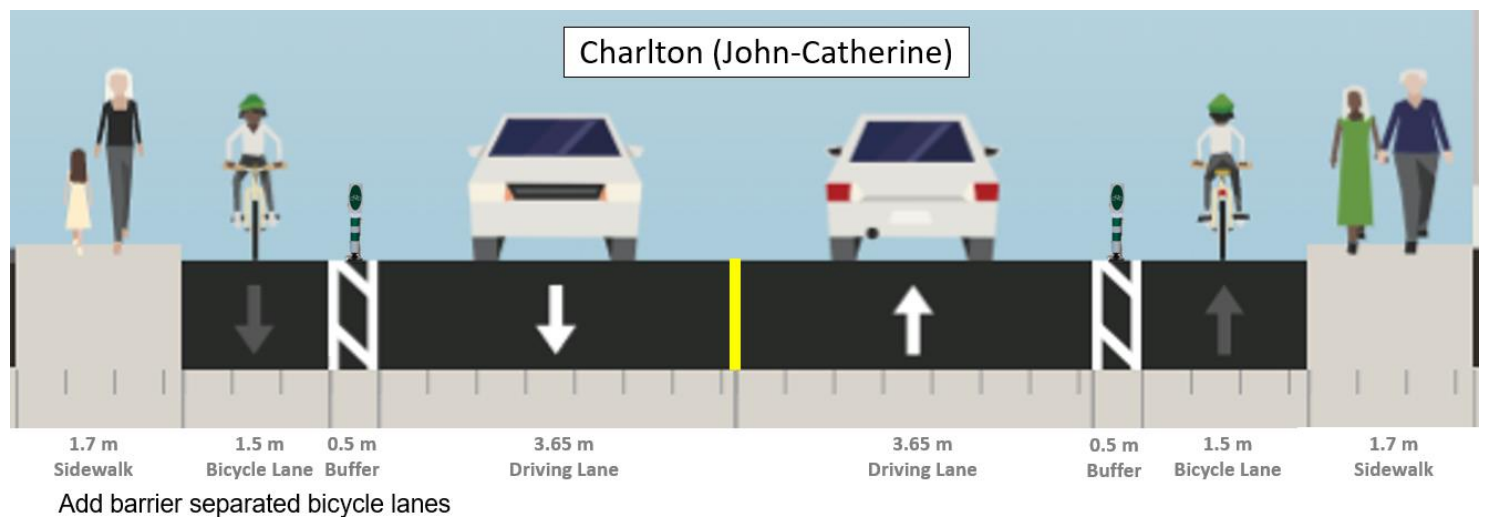 Charlton (John-Catherine)
1.7 m
Sidewalk
1.5 m
Bicycle Lane
0.5 m
Buffer
3.65 m
Driving Lane
3.65 m
Driving Lane
0.5 m
Buffer
1.5 m
Bicycle Lane
1.7 m
Sidewalk
Add barrier separated bicycle lanes